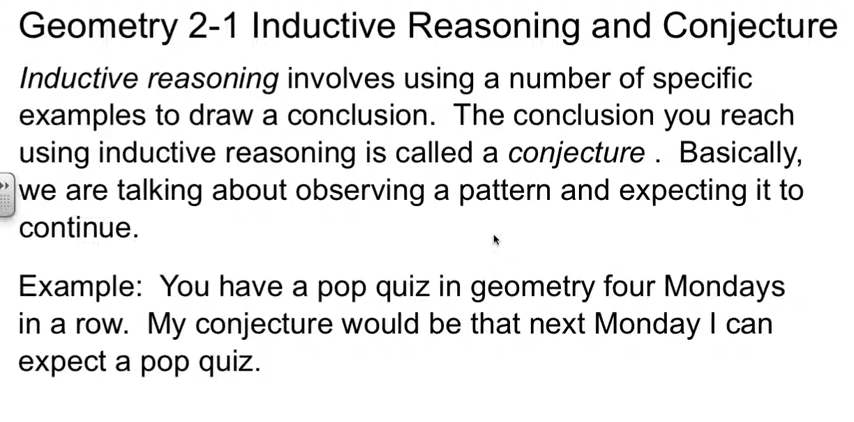 Geometry 2-1 Inductive Reasoning and Conjecture
Inductive reasoning involves using a number of specific
examples to draw a conclusion.  The conclusion you reach
using inductive reasoning is called a conjecture .  Basically,
we are talking about observing a pattern and expecting it to
continue.
Example:  You have a pop quiz in geometry four Mondays
in a row.  My conjecture would be that next Monday I can
expect a pop quiz.